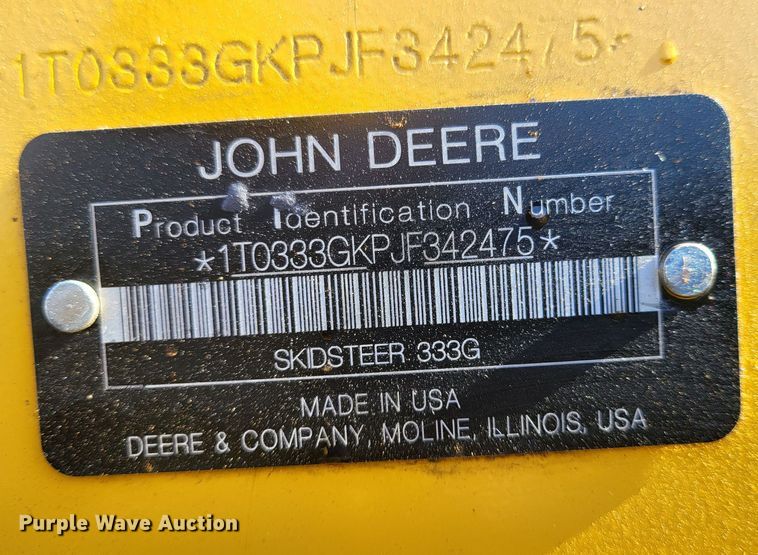 1T0333GKPJF342475*
JOHN DEERE
Product Identification Number
*1T0333GKPJF342475*
SKIDSTEER 333G
MADE IN USA
DEERE & COMPANY, MOLINE, ILLINOIS, USA
Purple Wave Auction